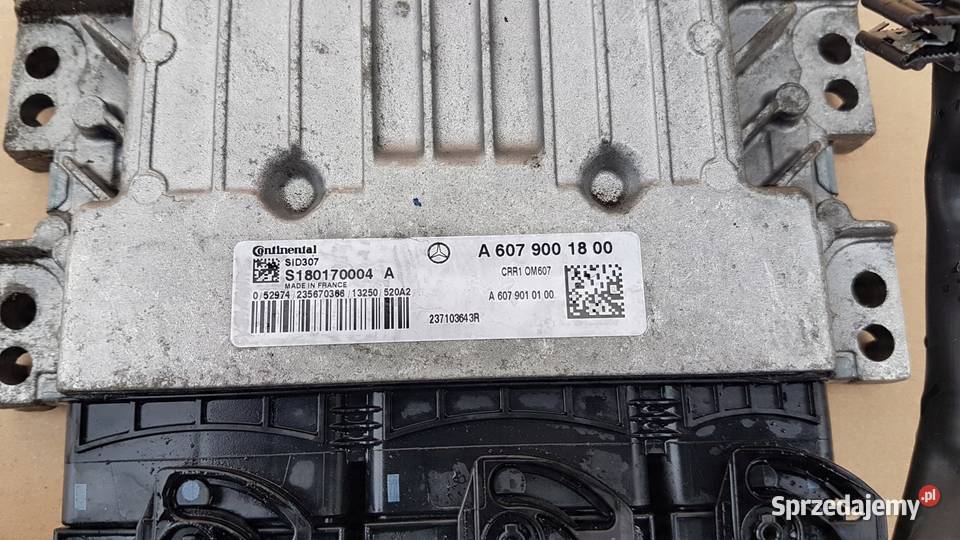 Continental
SID307
S180170004 A
MADE IN FRANCE
0 52974 235670366 13250 520A2
A 607 900 18 00
CRR1 OM607
A 607 901 01 00
237103643R
Sprzedajemy.pl